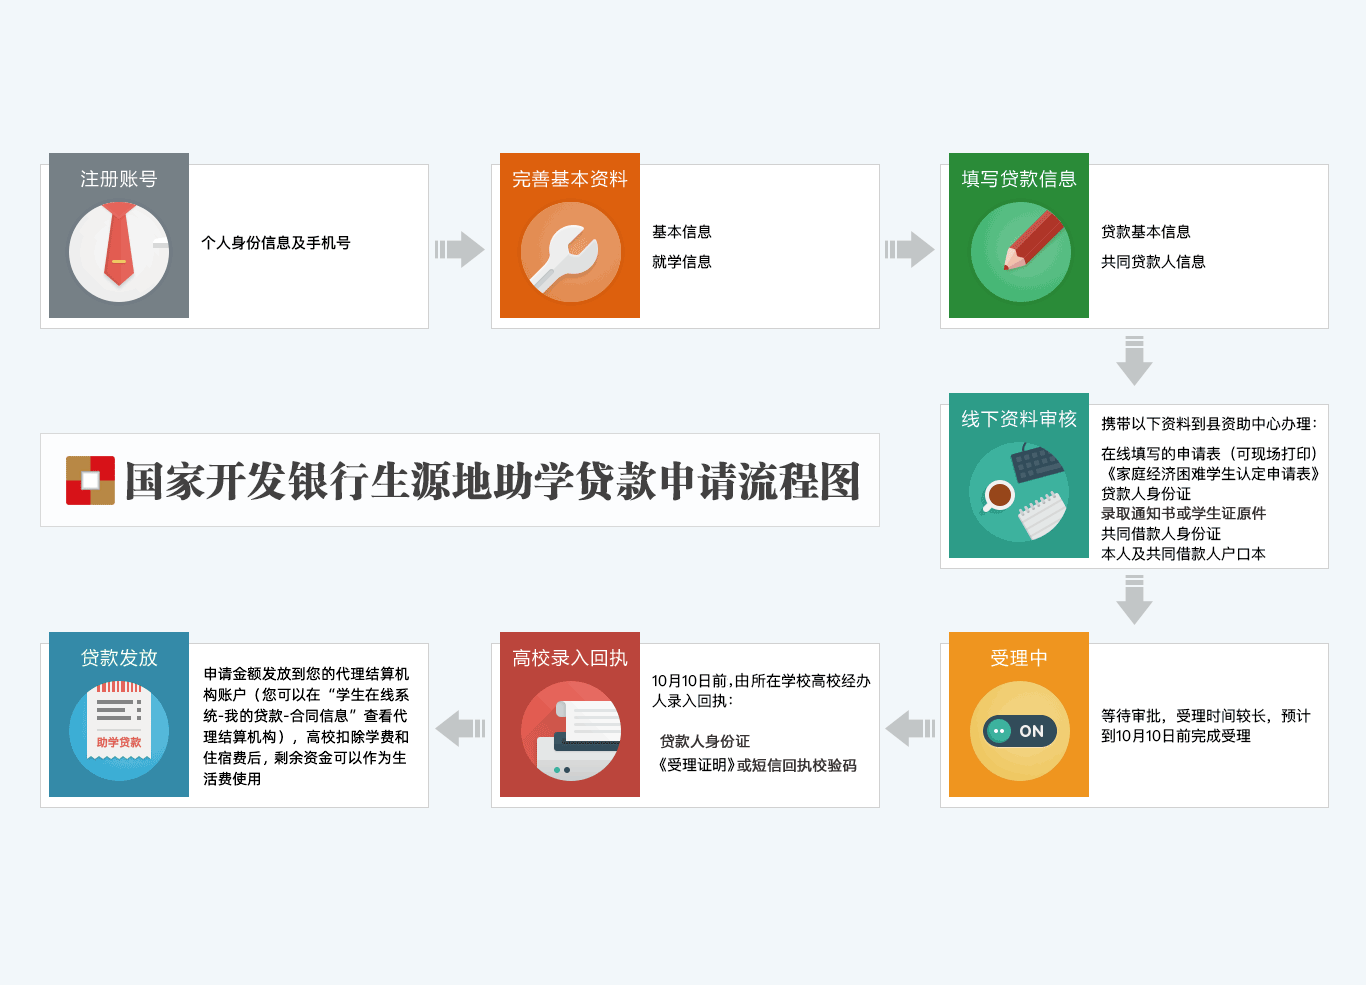 注册账号
个人身份信息及手机号
完善基本资料
基本信息
就学信息
填写贷款信息
贷款基本信息
共同贷款人信息
国家开发银行生源地助学贷款申请流程图
线下资料审核
携带以下资料到县资助中心办理：
在线填写的申请表（可现场打印）
《家庭经济困难学生认定申请表》
贷款人身份证
录取通知书或学生证原件
共同借款人身份证
本人及共同借款人户口本
受理中
ON
等待审批，受理时间较长，预计
到10月10日前完成受理
高校录入回执
10月10日前，由所在学校高校经办
人录入回执：
贷款人身份证
《受理证明》或短信回执校验码
贷款发放
助学贷款
申请金额发放到您的代理结算机
构账户（您可以在“学生在线系
统-我的贷款-合同信息”查看代
理结算机构），高校扣除学费和
住宿费后，剩余资金可以作为生
活费使用